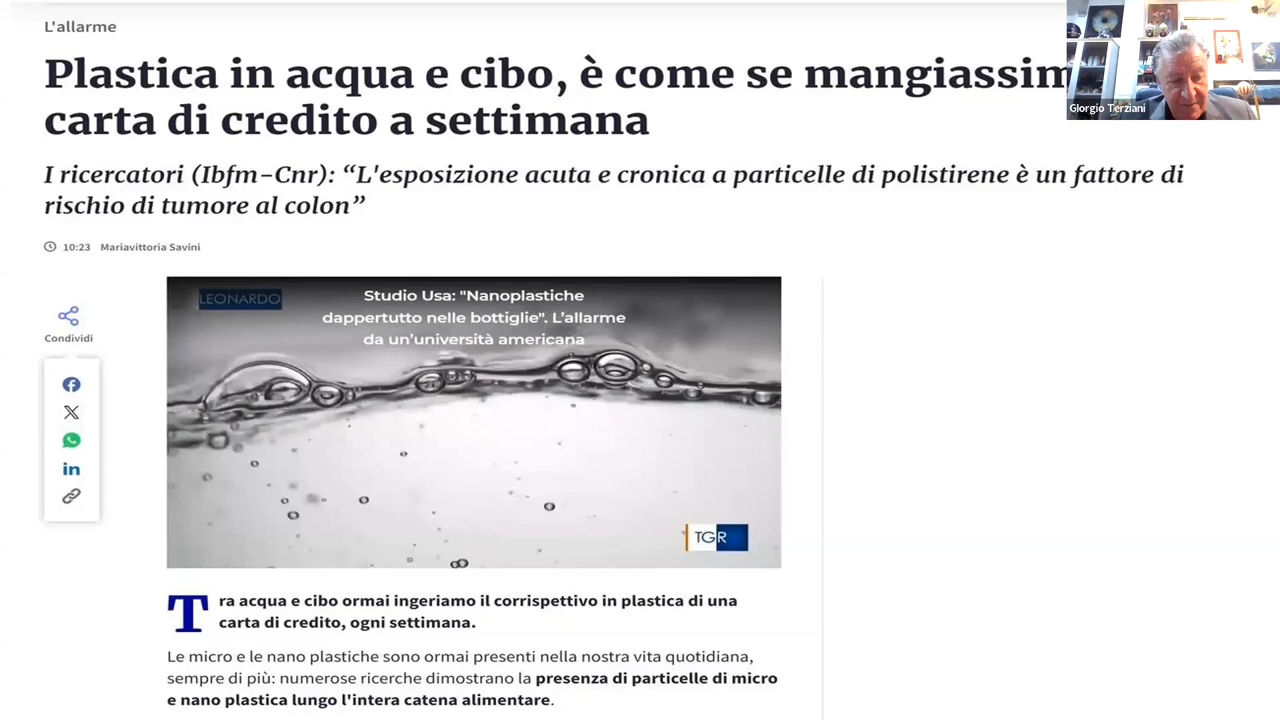 L'allarme
Plastica in acqua e cibo, è come se mangiassim
carta di credito a settimana
GIorgio Terziani
I ricercatori (Ibfm-Cnr): “L'esposizione acuta e cronica a particelle di polistirene è un fattore di
rischio di tumore al colon”
10:23 Mariavittoria Savini
Condividi
LEONARDO
Studio Usa: "Nanoplastiche
dappertutto nelle bottiglie". L’allarme
da un’università americana
TGR
Tra acqua e cibo ormai ingeriamo il corrispettivo in plastica di una
carta di credito, ogni settimana.
Le micro e le nano plastiche sono ormai presenti nella nostra vita quotidiana,
sempre di più: numerose ricerche dimostrano la presenza di particelle di micro
e nano plastica lungo l'intera catena alimentare.